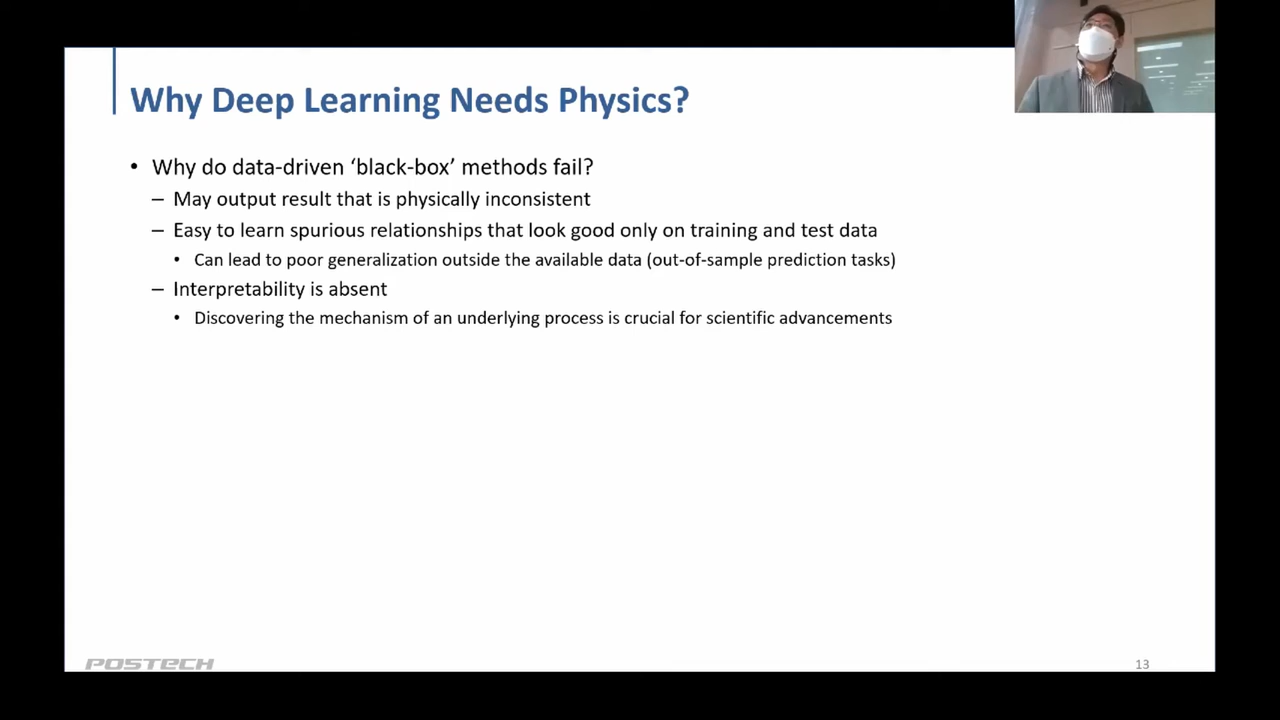 Why Deep Learning Needs Physics?
• Why do data-driven ‘black-box’ methods fail?
– May output result that is physically inconsistent
– Easy to learn spurious relationships that look good only on training and test data
• Can lead to poor generalization outside the available data (out-of-sample prediction tasks)
– Interpretability is absent
• Discovering the mechanism of an underlying process is crucial for scientific advancements
POSTECH
13